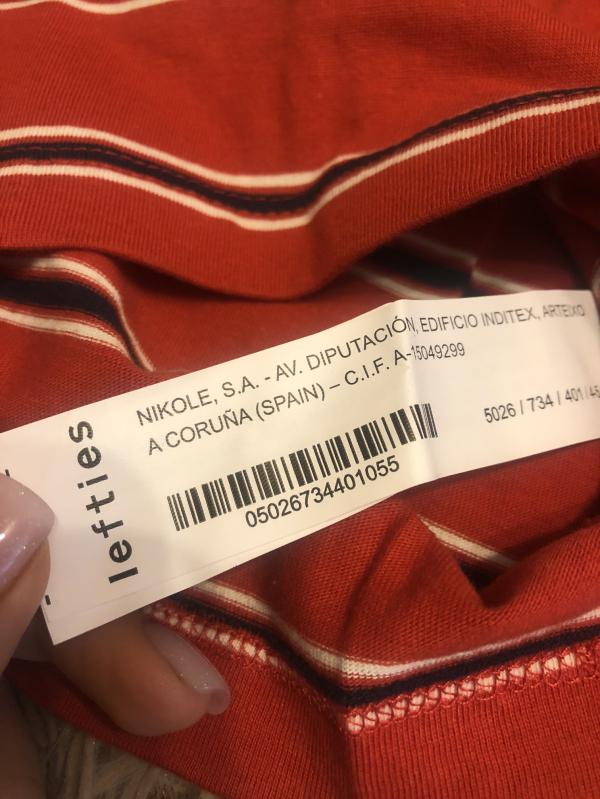 lefties
NIKOLE, S.A. - AV. DIPUTACIÓN, EDIFICIO INDITEX, ARTEIXO
A CORUÑA (SPAIN) – C.I.F. A-15049299
05026734401055
5026 / 734 / 401 /